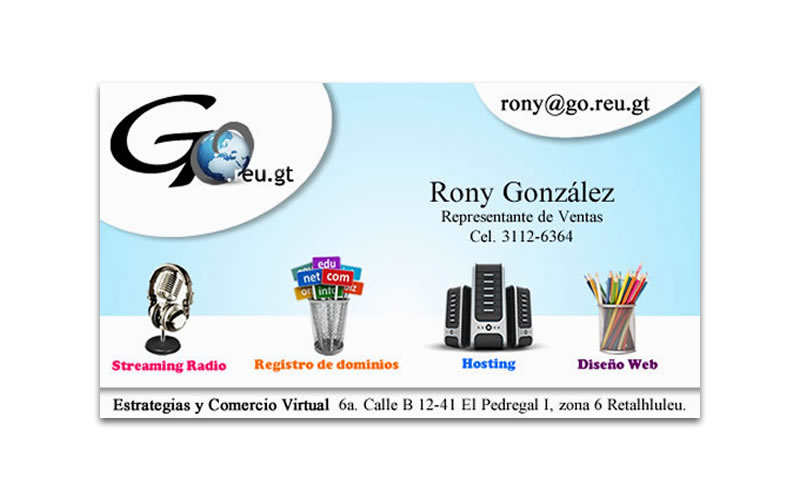 Go.reu.gt
rony@go.reu.gt
Rony González
Representante de Ventas
Cel. 3112-6364
edu
net com
info
Streaming Radio
Registro de dominios
Hosting
Diseño Web
Estrategias y Comercio Virtual 6a. Calle B 12-41 El Pedregal I, zona 6 Retalhluleu.